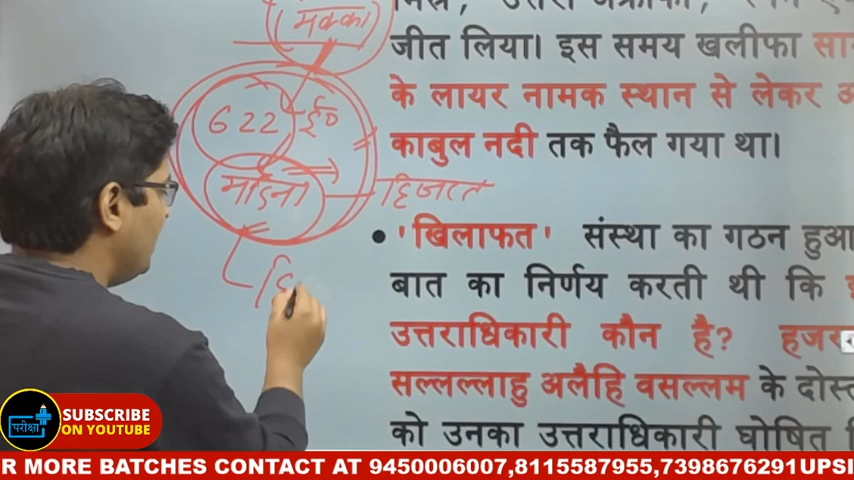 मक्का
622 ई०
मदिना
हिजरत
हि
जीत लिया। इस समय खलीफा
के लायर नामक स्थान से लेकर
काबुल नदी तक फैल गया था।
• 'खिलाफत' संस्था का गठन हुआ
बात का निर्णय करती थी कि
उत्तराधिकारी कौन है? हजर
सल्लल्लाहु अलैहि वसल्लम के दोस्त
को उनका उत्तराधिकारी घोषित
परीक्षा
SUBSCRIBE
ON YOUTUBE
R MORE BATCHES CONTACT AT 9450006007,8115587955,7398676291UPSI